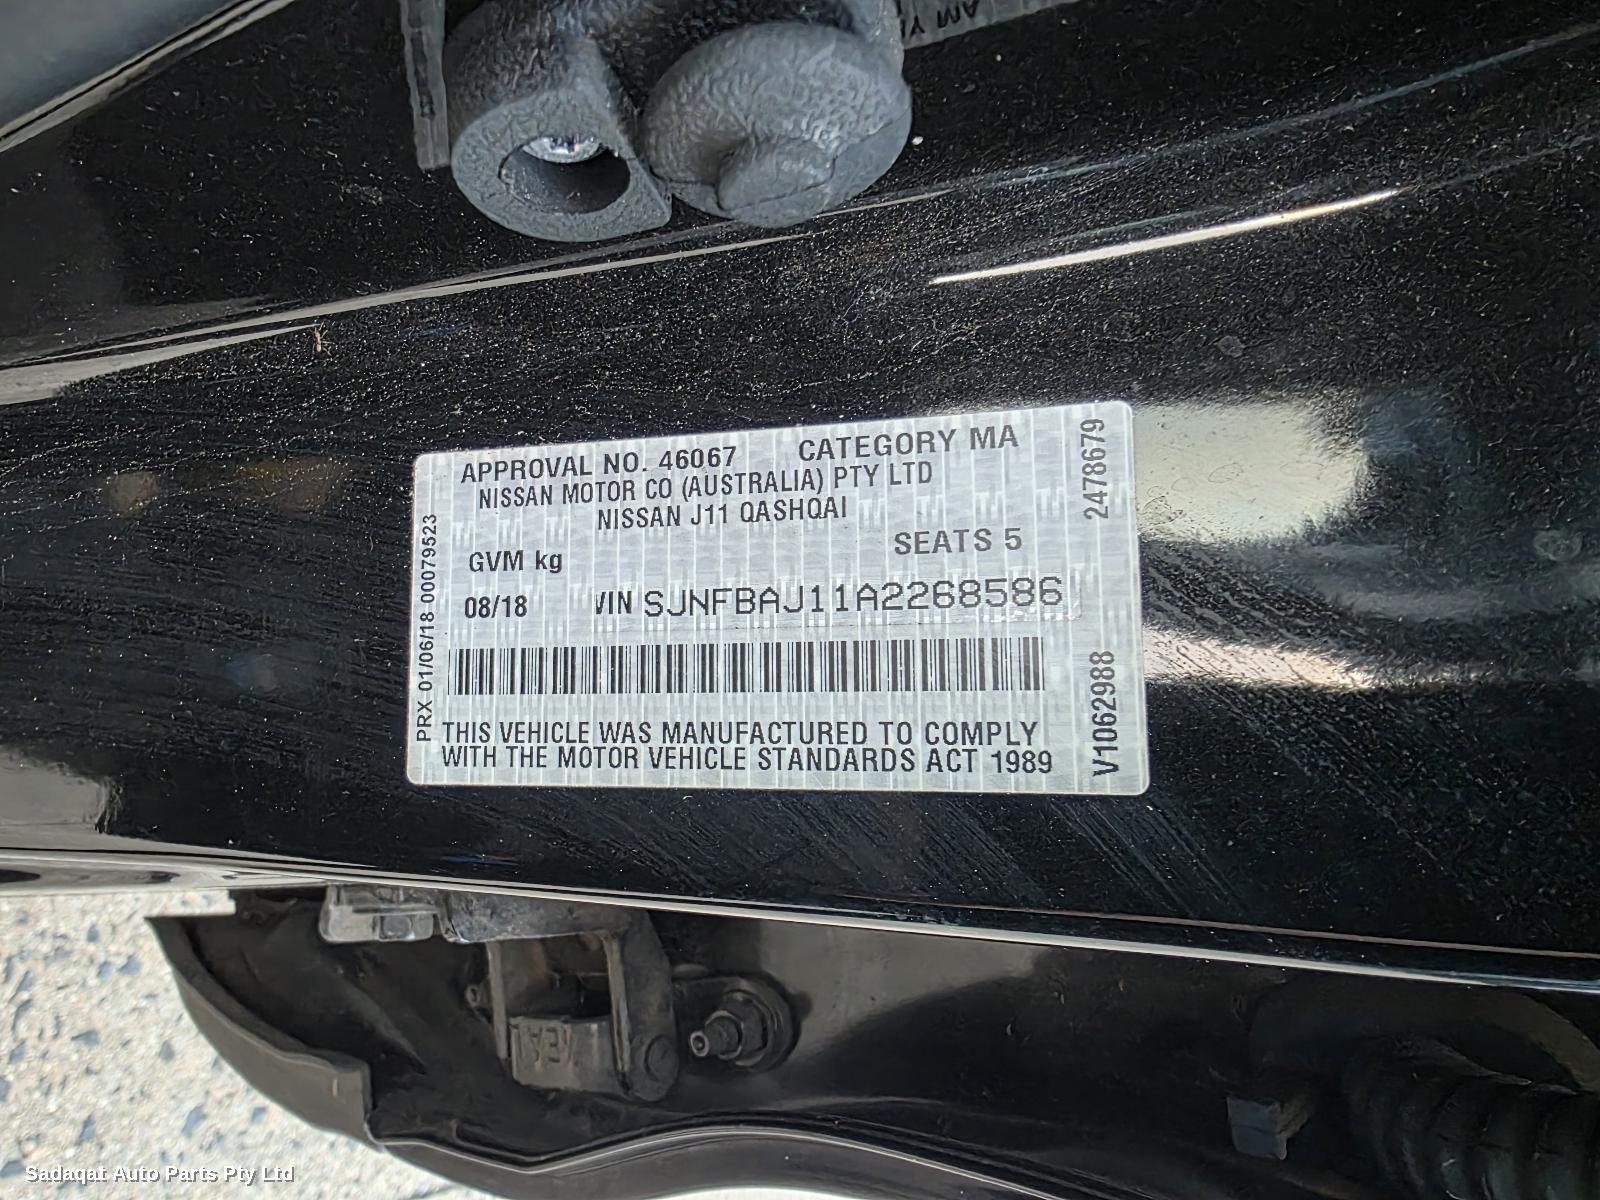 APPROVAL NO. 46067 CATEGORY MA
NISSAN MOTOR CO (AUSTRALIA) PTY LTD
NISSAN J11 QASHQAI
GVM kg SEATS 5
08/18 VIN SJNFBAJ11A2268586
THIS VEHICLE WAS MANUFACTURED TO COMPLY
WITH THE MOTOR VEHICLE STANDARDS ACT 1989
PRX 01/06/18 00079523
2478679
V1062988
Sadaqat Auto Parts Pty Ltd